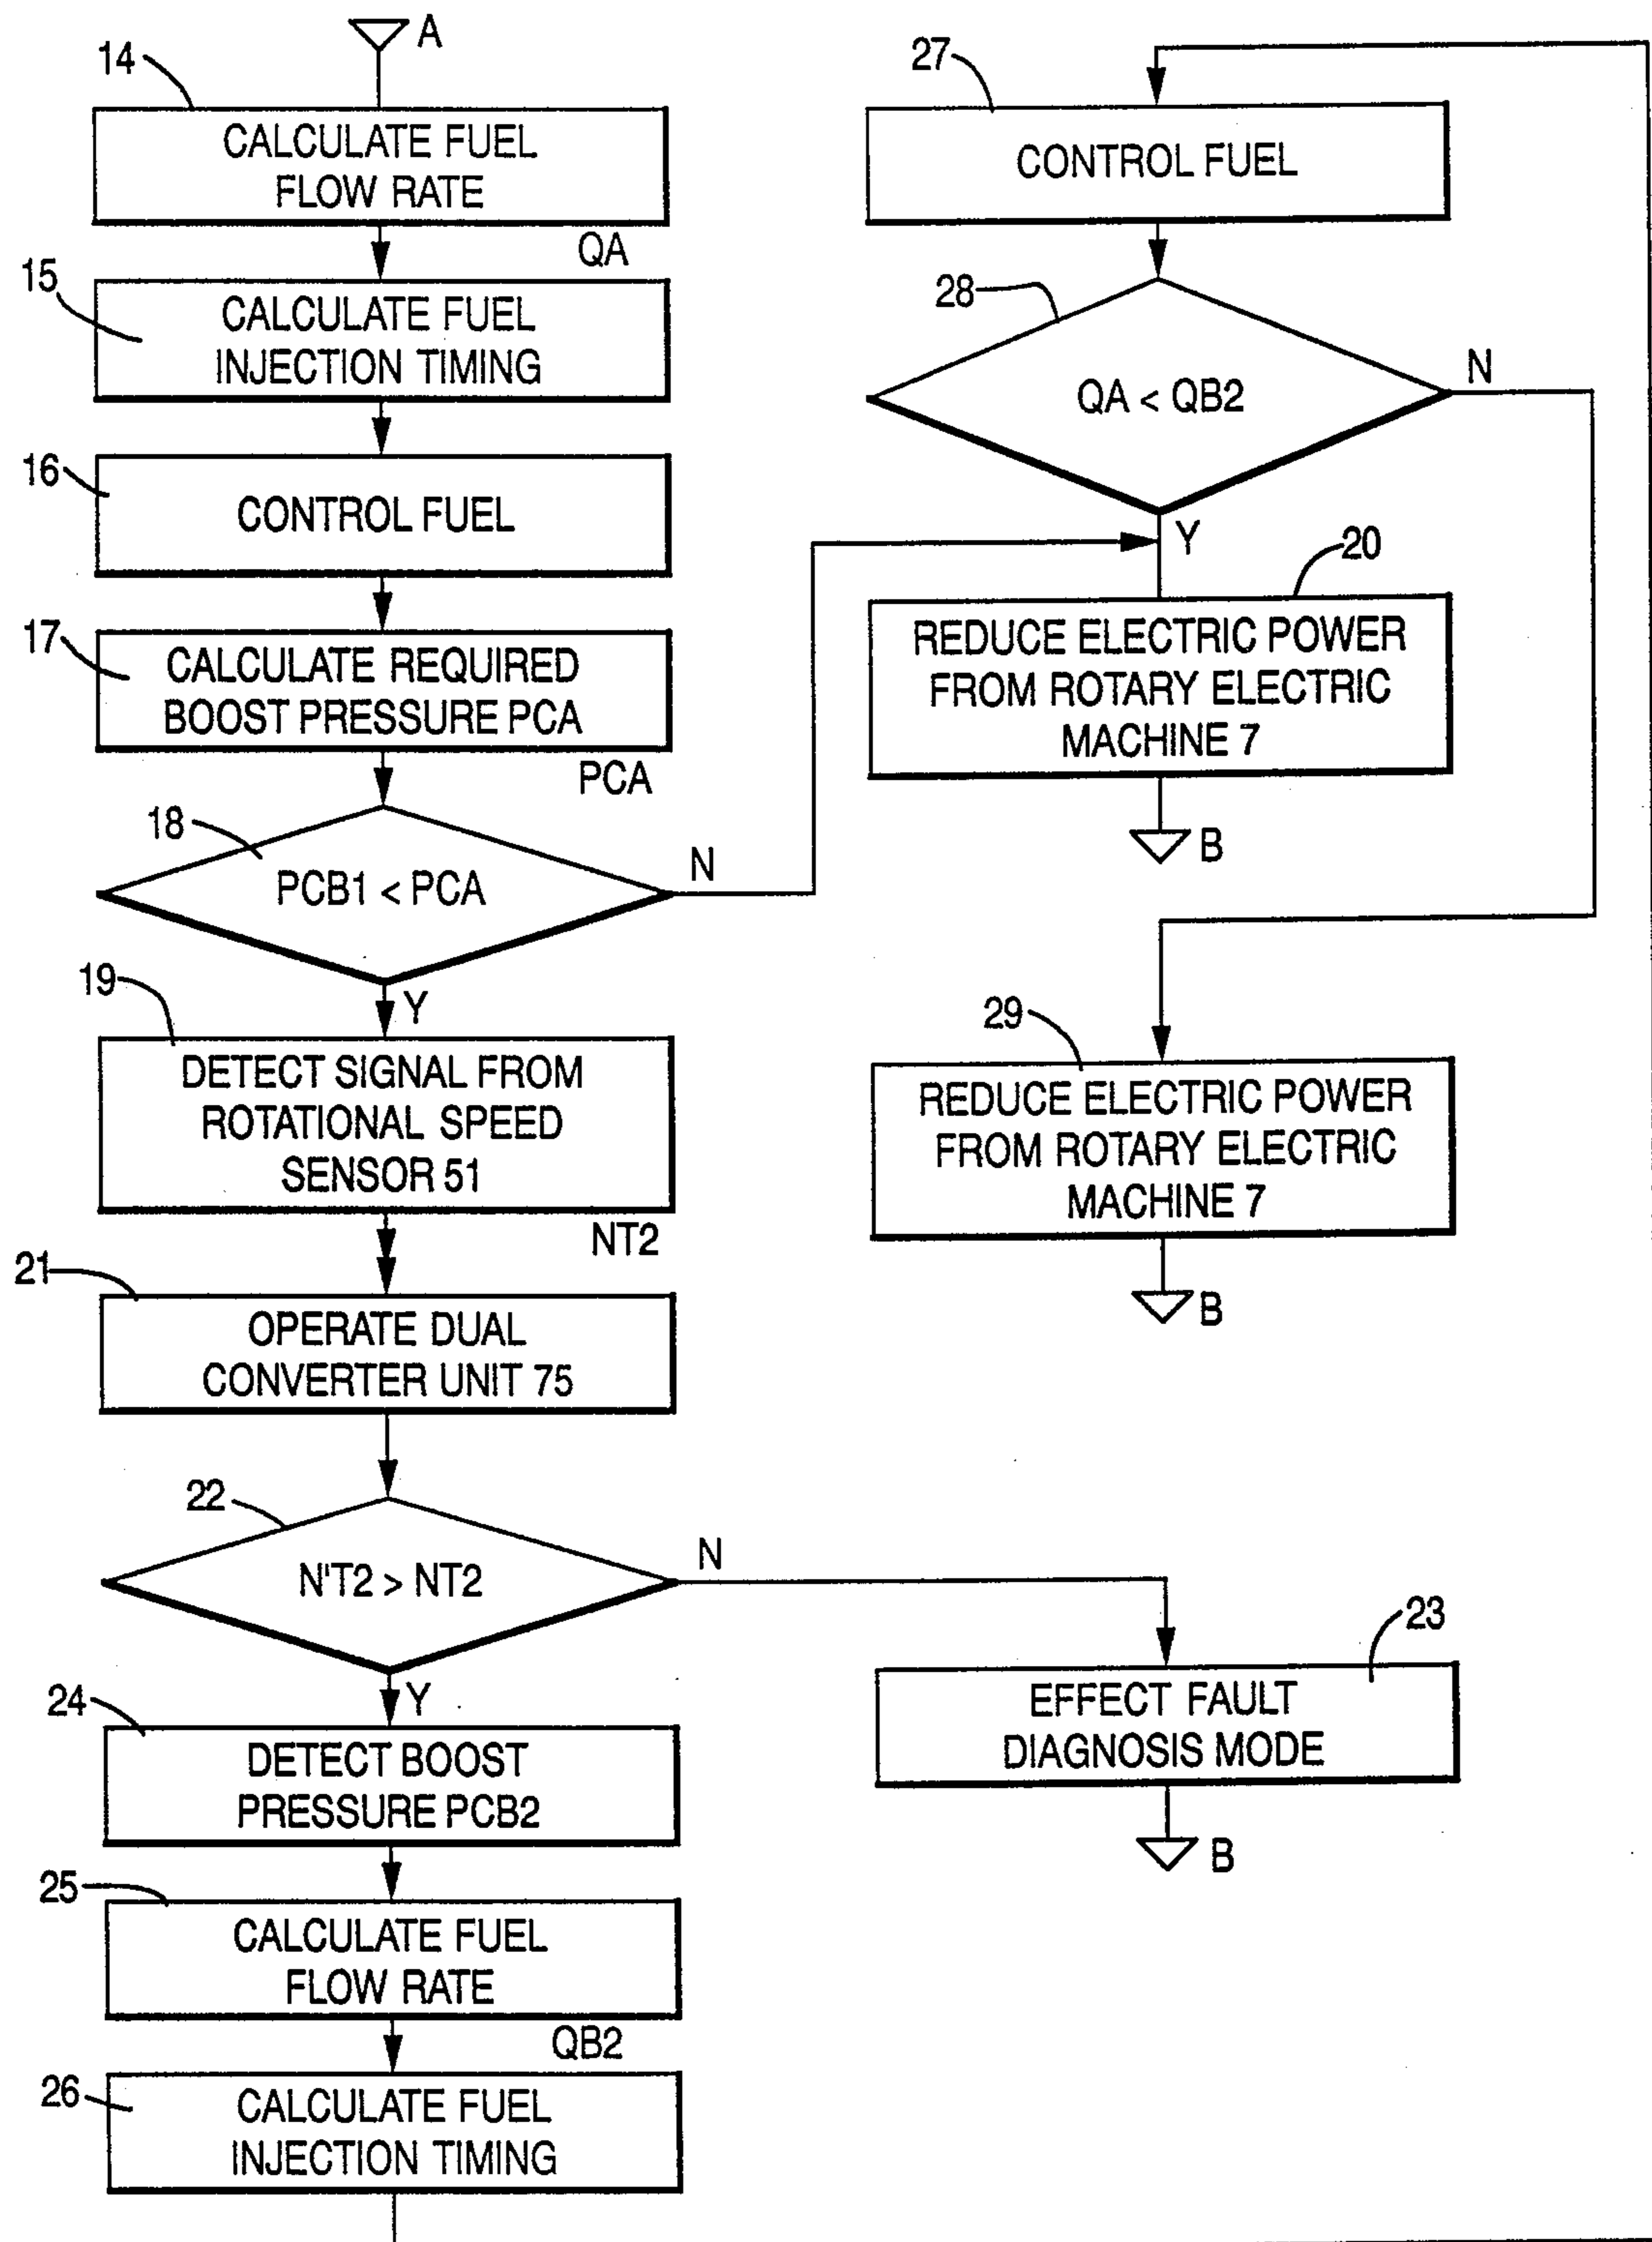 A
14
CALCULATE FUEL
FLOW RATE
QA
15
CALCULATE FUEL
INJECTION TIMING
16
CONTROL FUEL
17
CALCULATE REQUIRED
BOOST PRESSURE PCA
PCA
18
PCB1 < PCA
N
Y
19
DETECT SIGNAL FROM
ROTATIONAL SPEED
SENSOR 51
NT2
21
OPERATE DUAL
CONVERTER UNIT 75
22
N'T2 > NT2
N
Y
24
DETECT BOOST
PRESSURE PCB2
25
CALCULATE FUEL
FLOW RATE
QB2
26
CALCULATE FUEL
INJECTION TIMING
27
CONTROL FUEL
28
QA < QB2
N
Y
20
REDUCE ELECTRIC POWER
FROM ROTARY ELECTRIC
MACHINE 7
B
29
REDUCE ELECTRIC POWER
FROM ROTARY ELECTRIC
MACHINE 7
B
23
EFFECT FAULT
DIAGNOSIS MODE
B